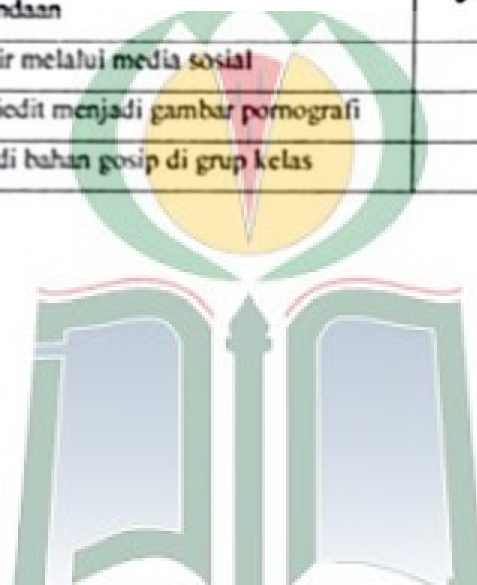 ndaan
ir melalui media sosial
iedit menjadi gambar pornografi
di bahan gosip di grup kelas